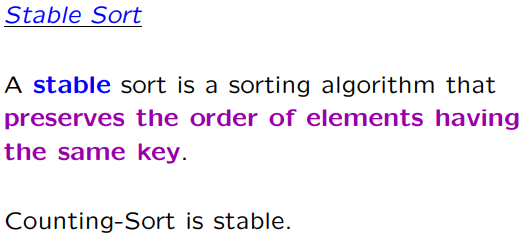 Stable Sort
A stable sort is a sorting algorithm that
preserves the order of elements having
the same key.
Counting-Sort is stable.